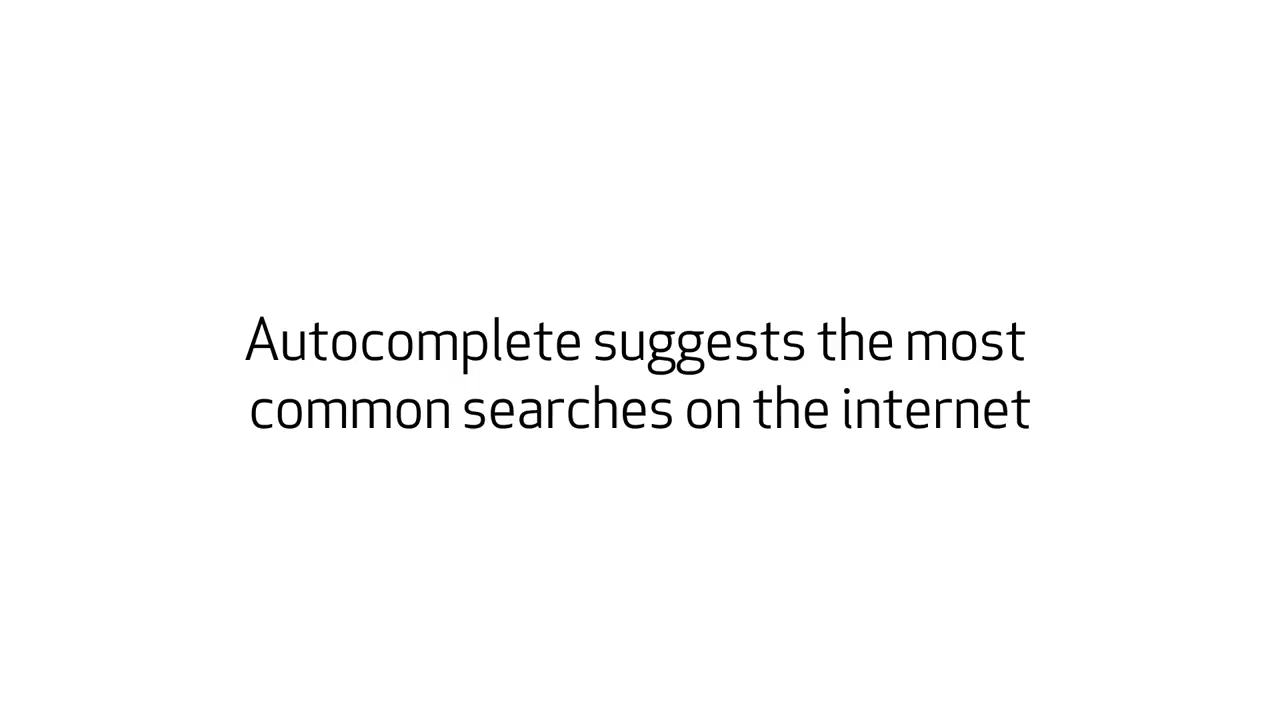 Autocomplete suggests the most
common searches on the internet